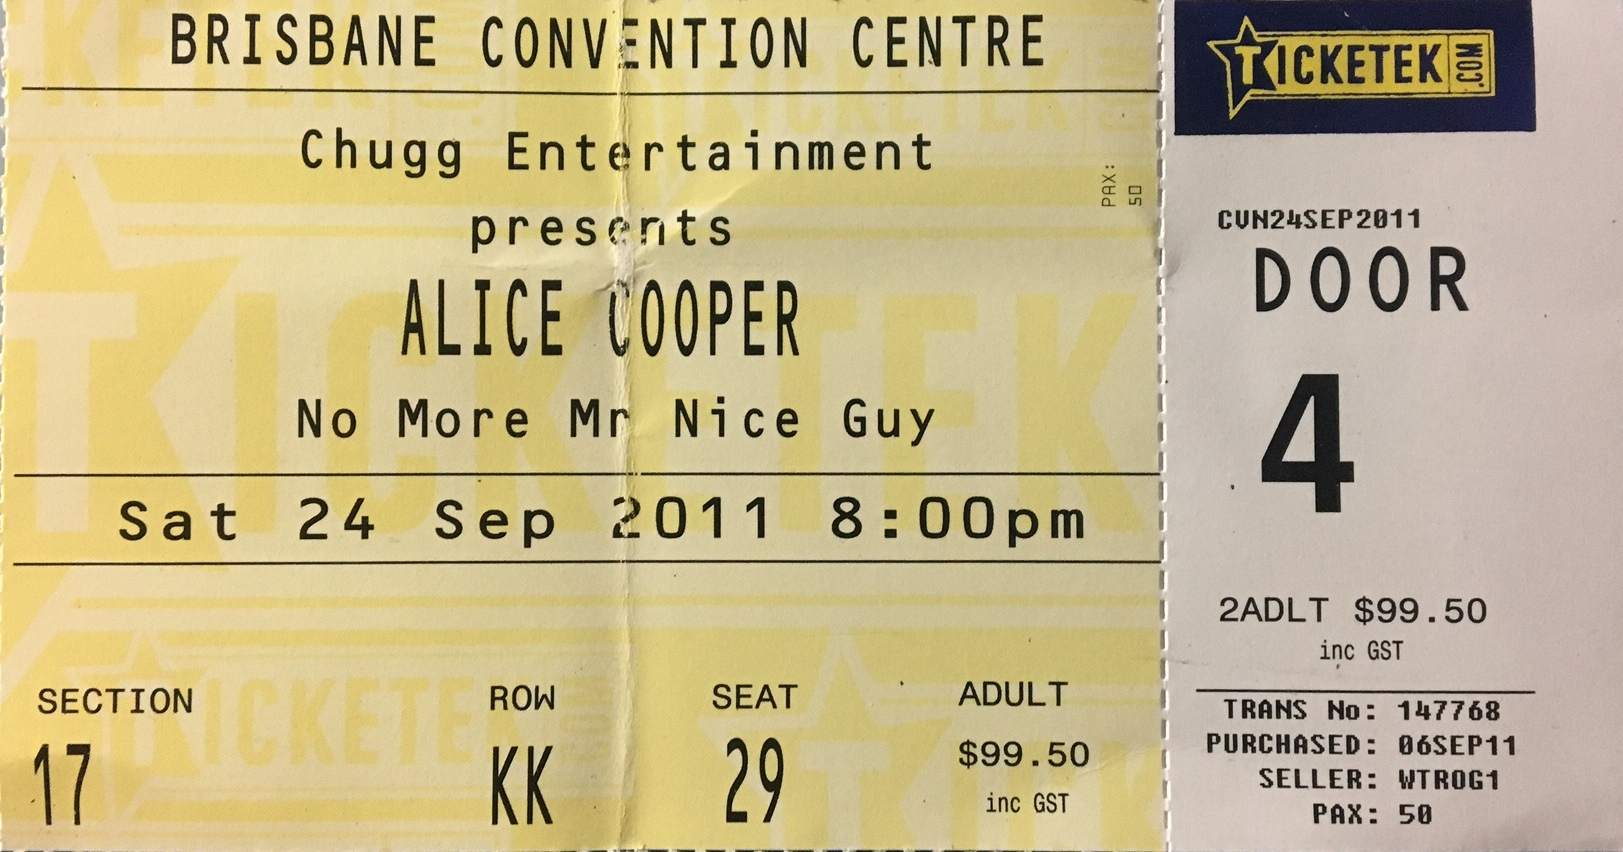 BRISBANE CONVENTION CENTRE
Chugg Entertainment
presents
ALICE COOPER
No More Mr Nice Guy
Sat 24 Sep 2011 8:00pm
SECTION ROW SEAT ADULT
17 KK 29 $99.50
inc GST
PAX:
50
TICKETEK.COM
CVN24SEP2011
DOOR
4
2ADLT $99.50
inc GST
TRANS No: 147768
PURCHASED: 06SEP11
SELLER: WTROG1
PAX: 50